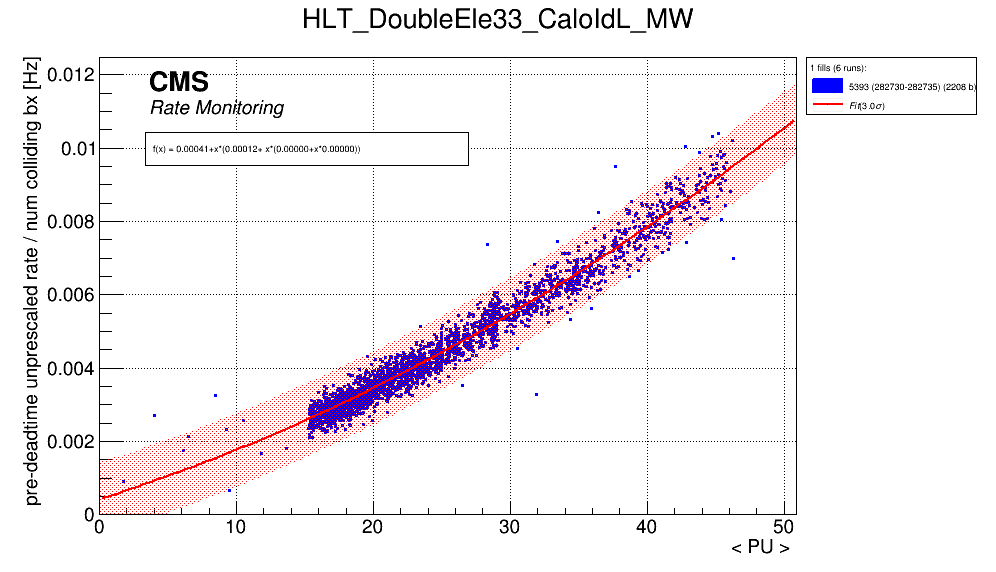 HLT_DoubleEle33_CaloIdL_MW
pre-deadtime unprescaled rate / num colliding bx [Hz]
CMS
Rate Monitoring
f(x) = 0.00041+x*(0.00012+ x*(0.00000+x*0.00000))
0.012
0.01
0.008
0.006
0.004
0.002
0
0 10 20 30 40 50
< PU >
1 fills (6 runs):
5393 (282730-282735) (2208 b)
Fit(3.0σ)